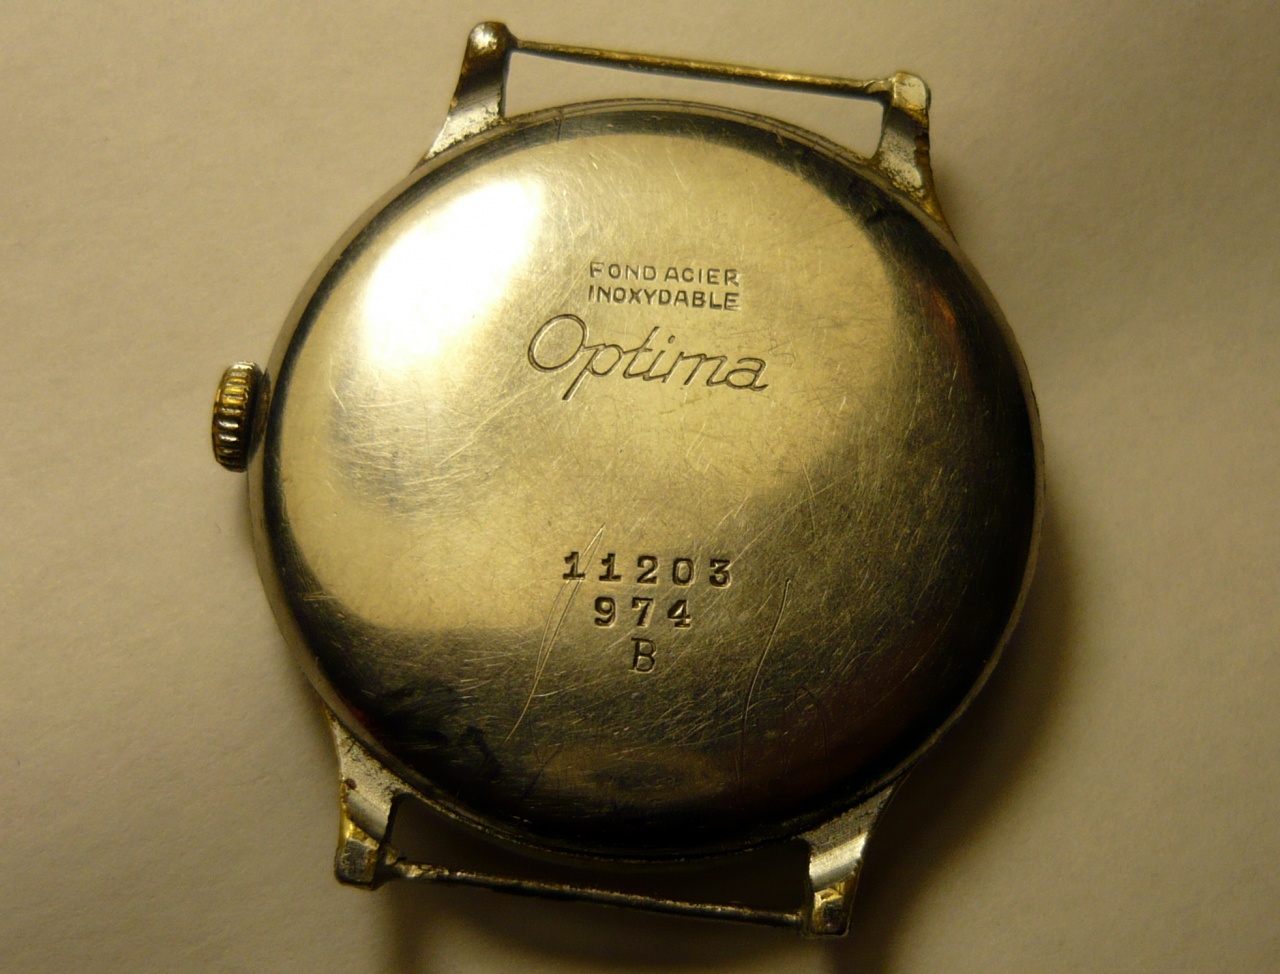 FOND ACIER
INOXYDABLE
Optima
11203
974
B